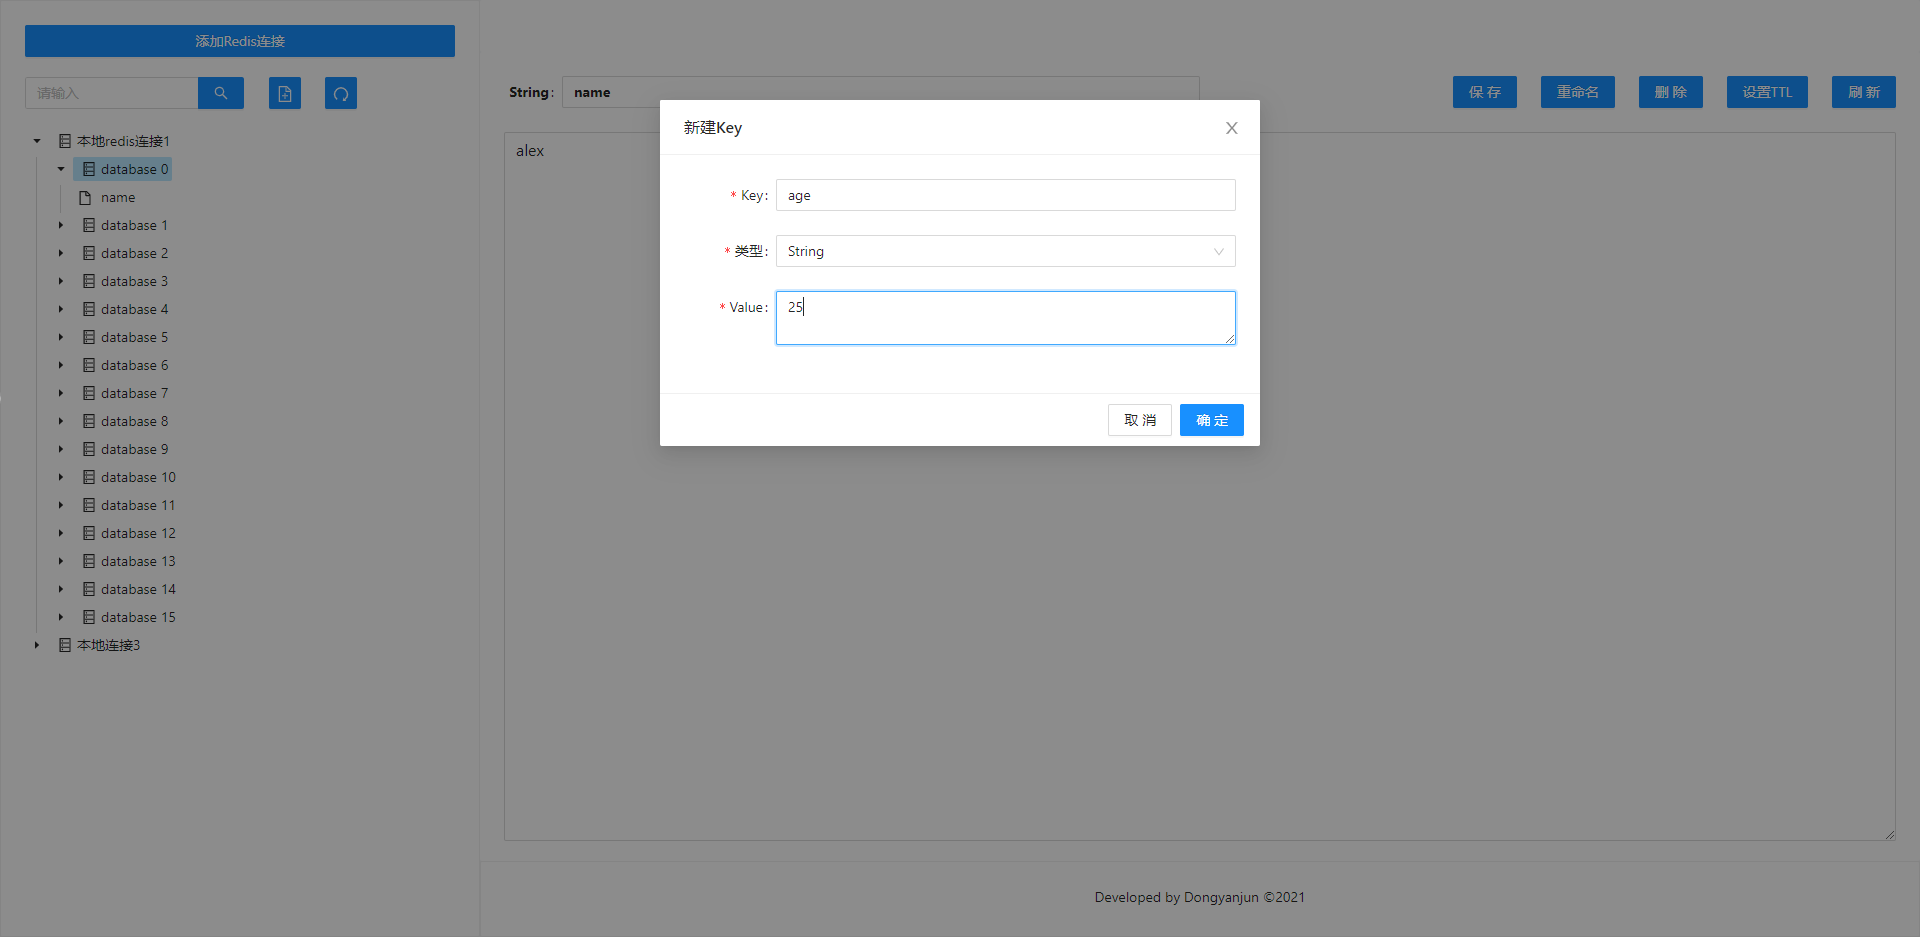 添加Redis连接
请输入
本地redis连接1
database 0
name
database 1
database 2
database 3
database 4
database 5
database 6
database 7
database 8
database 9
database 10
database 11
database 12
database 13
database 14
database 15
本地连接3
String: name
保 存 重命名 删 除 设置TTL 刷 新
alex
新建Key
* Key: age
* 类型: String
* Value: 25
取 消 确 定
Developed by Dongyanjun ©2021